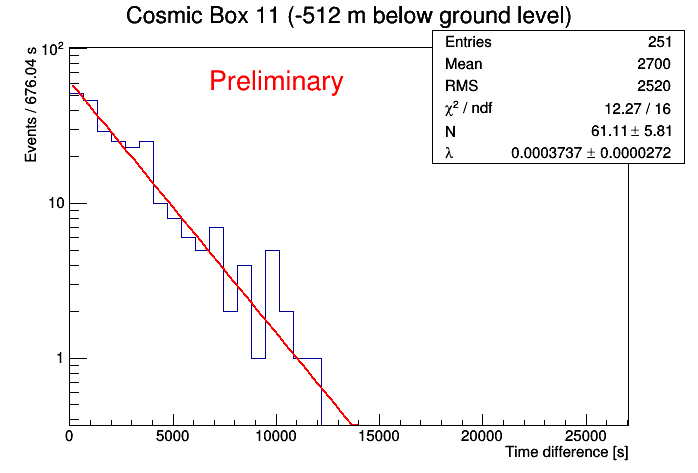 Cosmic Box 11 (-512 m below ground level)
Entries 251
Mean 2700
RMS 2520
χ² / ndf 12.27 / 16
N 61.11 ± 5.81
λ 0.0003737 ± 0.0000272
Preliminary
Events / 676.04 s
10²
10
1
0 5000 10000 15000 20000 25000
Time difference [s]